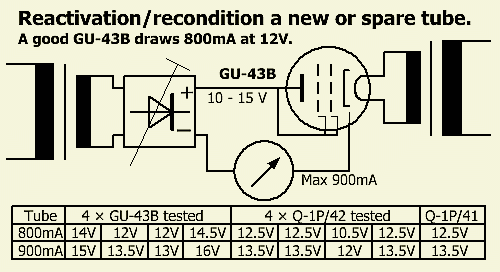 Reactivation/recondition a new or spare tube.
A good GU-43B draws 800mA at 12V.
GU-43B
+
10 - 15 V
−
Max 900mA
Tube 4 × GU-43B tested 4 × Q-1P/42 tested Q-1P/41
800mA 14V 12V 12V 14.5V 12.5V 12.5V 10.5V 12.5V 12.5V
900mA 15V 13.5V 13V 16V 13.5V 13.5V 12V 13.5V 13.5V